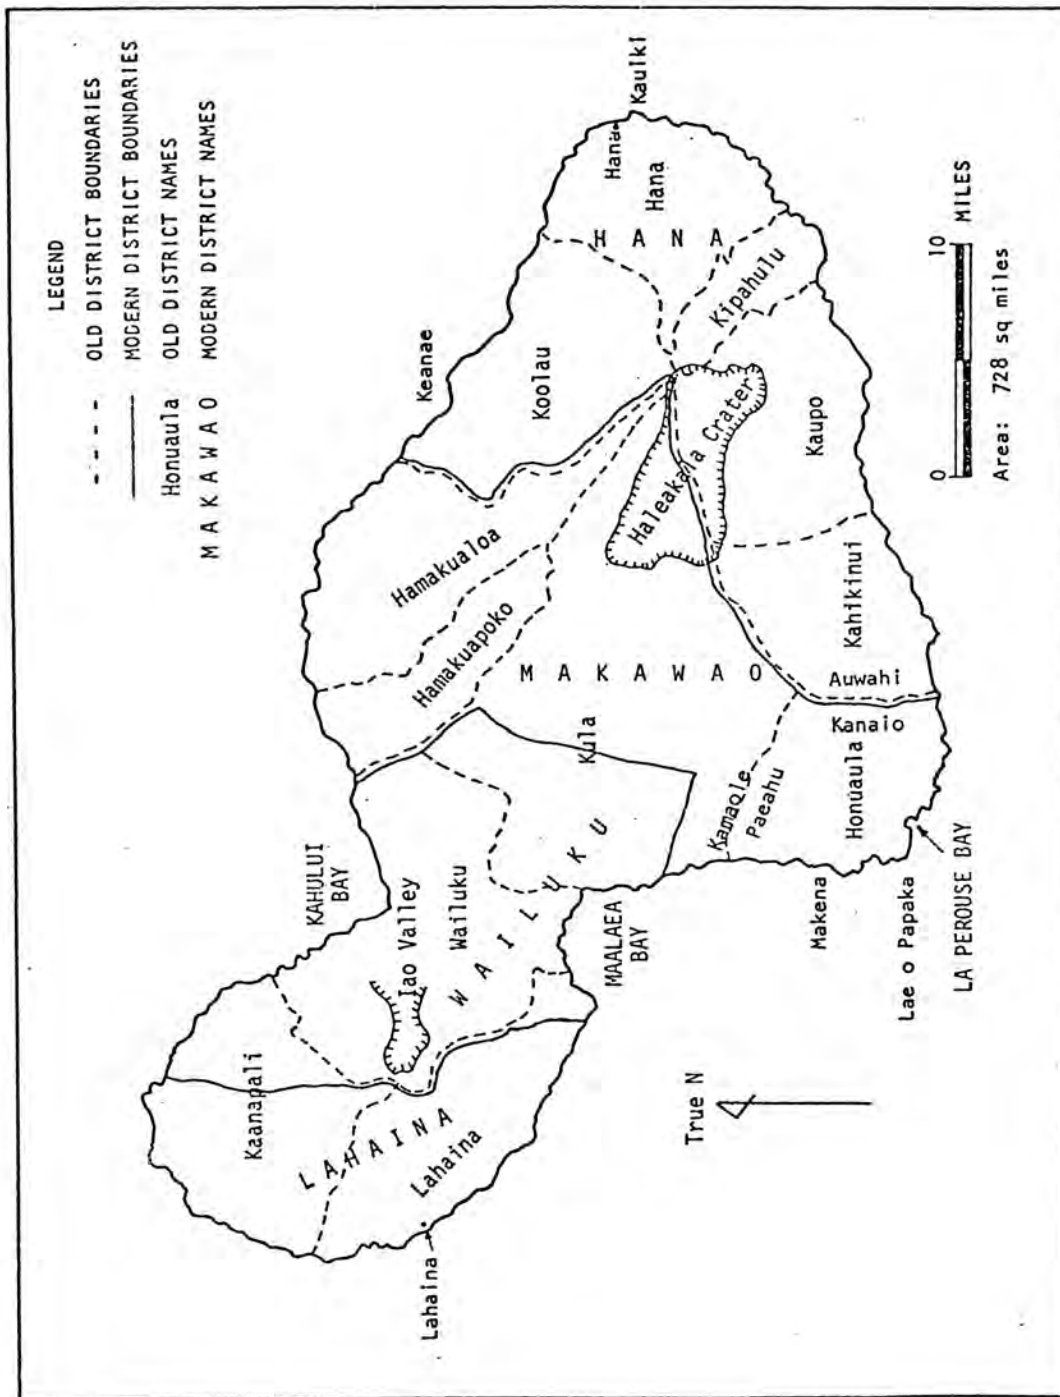 LEGEND
OLD DISTRICT BOUNDARIES
MODERN DISTRICT BOUNDARIES
Honuaula OLD DISTRICT NAMES
MAKAWAO MODERN DISTRICT NAMES
KAHULUI
BAY
Keanae
Kauiki
Hana
Hana
HANA
Koolau
Kipahulu
Kaupo
Haleakala Crater
Hamakualoa
Hamakuapoko
MAKAWAO
Kula
Kahikinui
Auwahi
Kanaio
Honuaula
Kamaole
Paeahu
Kaanapali
LAHAINA
Lahaina
Lahaina
Iao Valley
Wailuku
WAILUKU
MAALAEA
BAY
Makena
Lae o Papaka
LA PEROUSE BAY
True N
0 10 MILES
Area: 728 sq miles